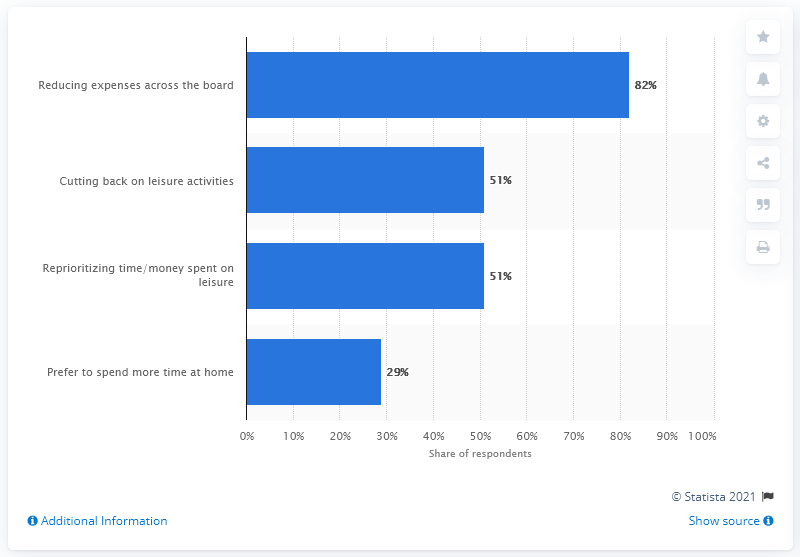 Reducing expenses across the board
82%
Cutting back on leisure activities
51%
Reprioritizing time/money spent on
leisure
51%
Prefer to spend more time at home
29%
0% 10% 20% 30% 40% 50% 60% 70% 80% 90% 100%
Share of respondents
© Statista 2021
Additional Information
Show source